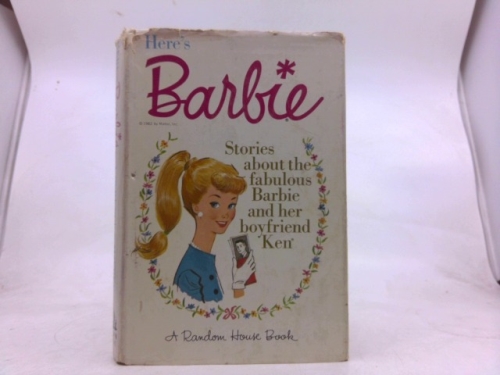 Here's
Barbie*
Stories
about the
fabulous
Barbie
and her
boyfriend
"Ken"
A Random House Book